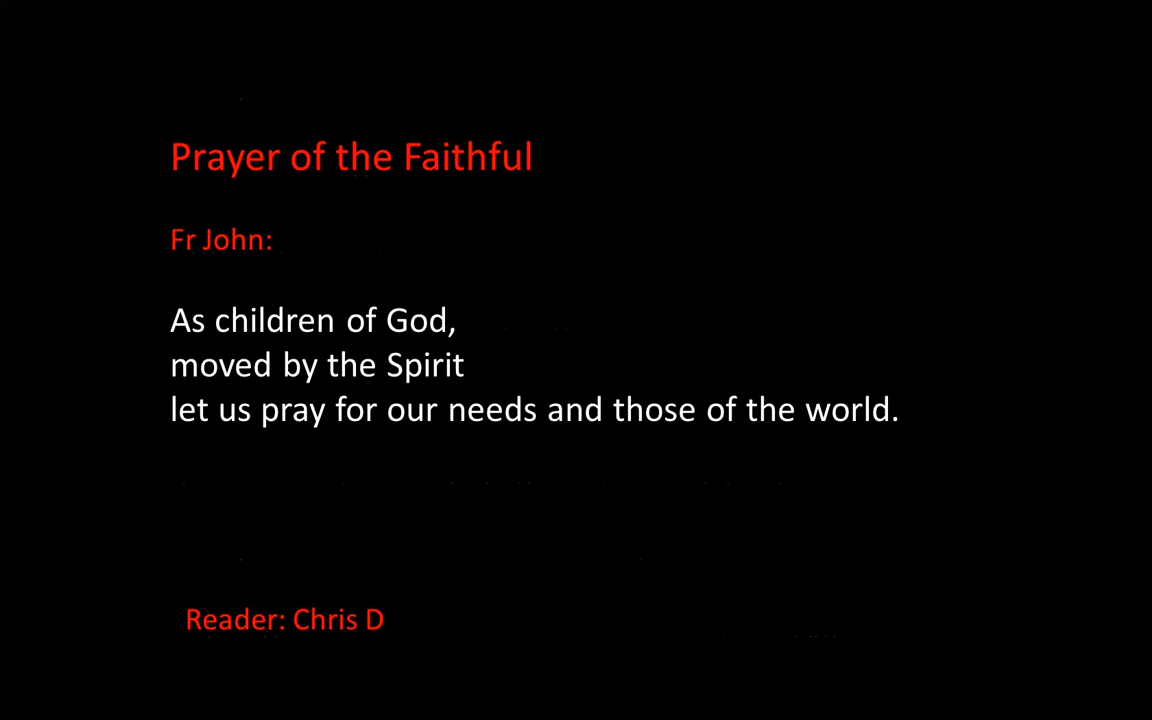 Prayer of the Faithful
Fr John:
As children of God,
moved by the Spirit
let us pray for our needs and those of the world.
Reader: Chris D